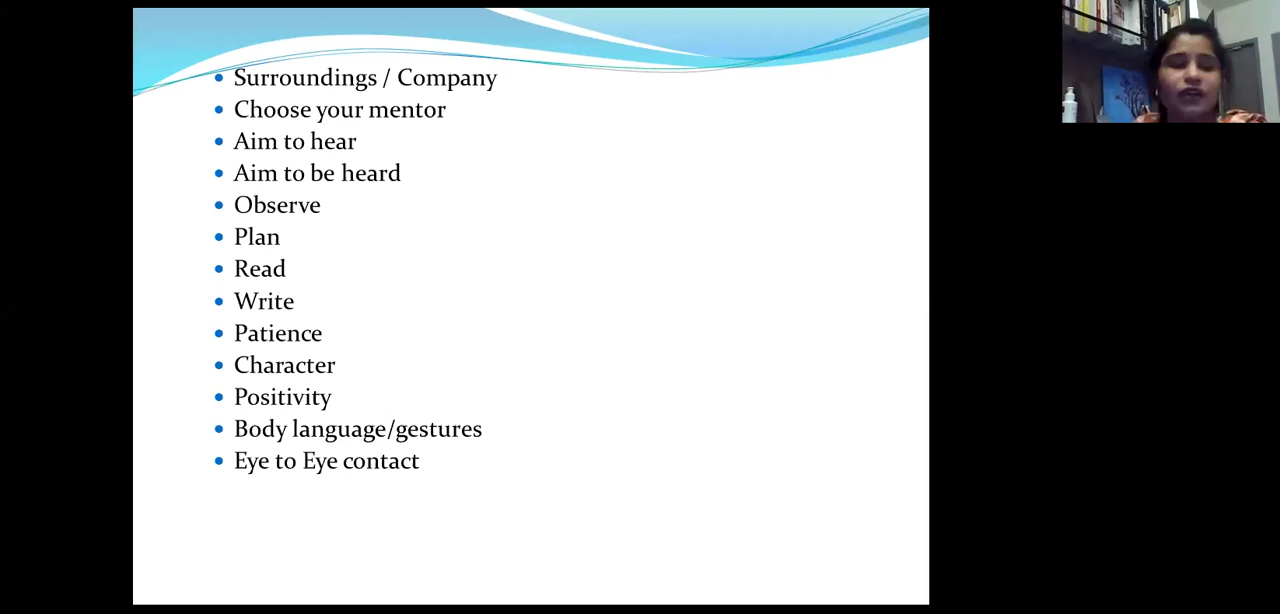 Surroundings / Company
Choose your mentor
Aim to hear
Aim to be heard
Observe
Plan
Read
Write
Patience
Character
Positivity
Body language/gestures
Eye to Eye contact